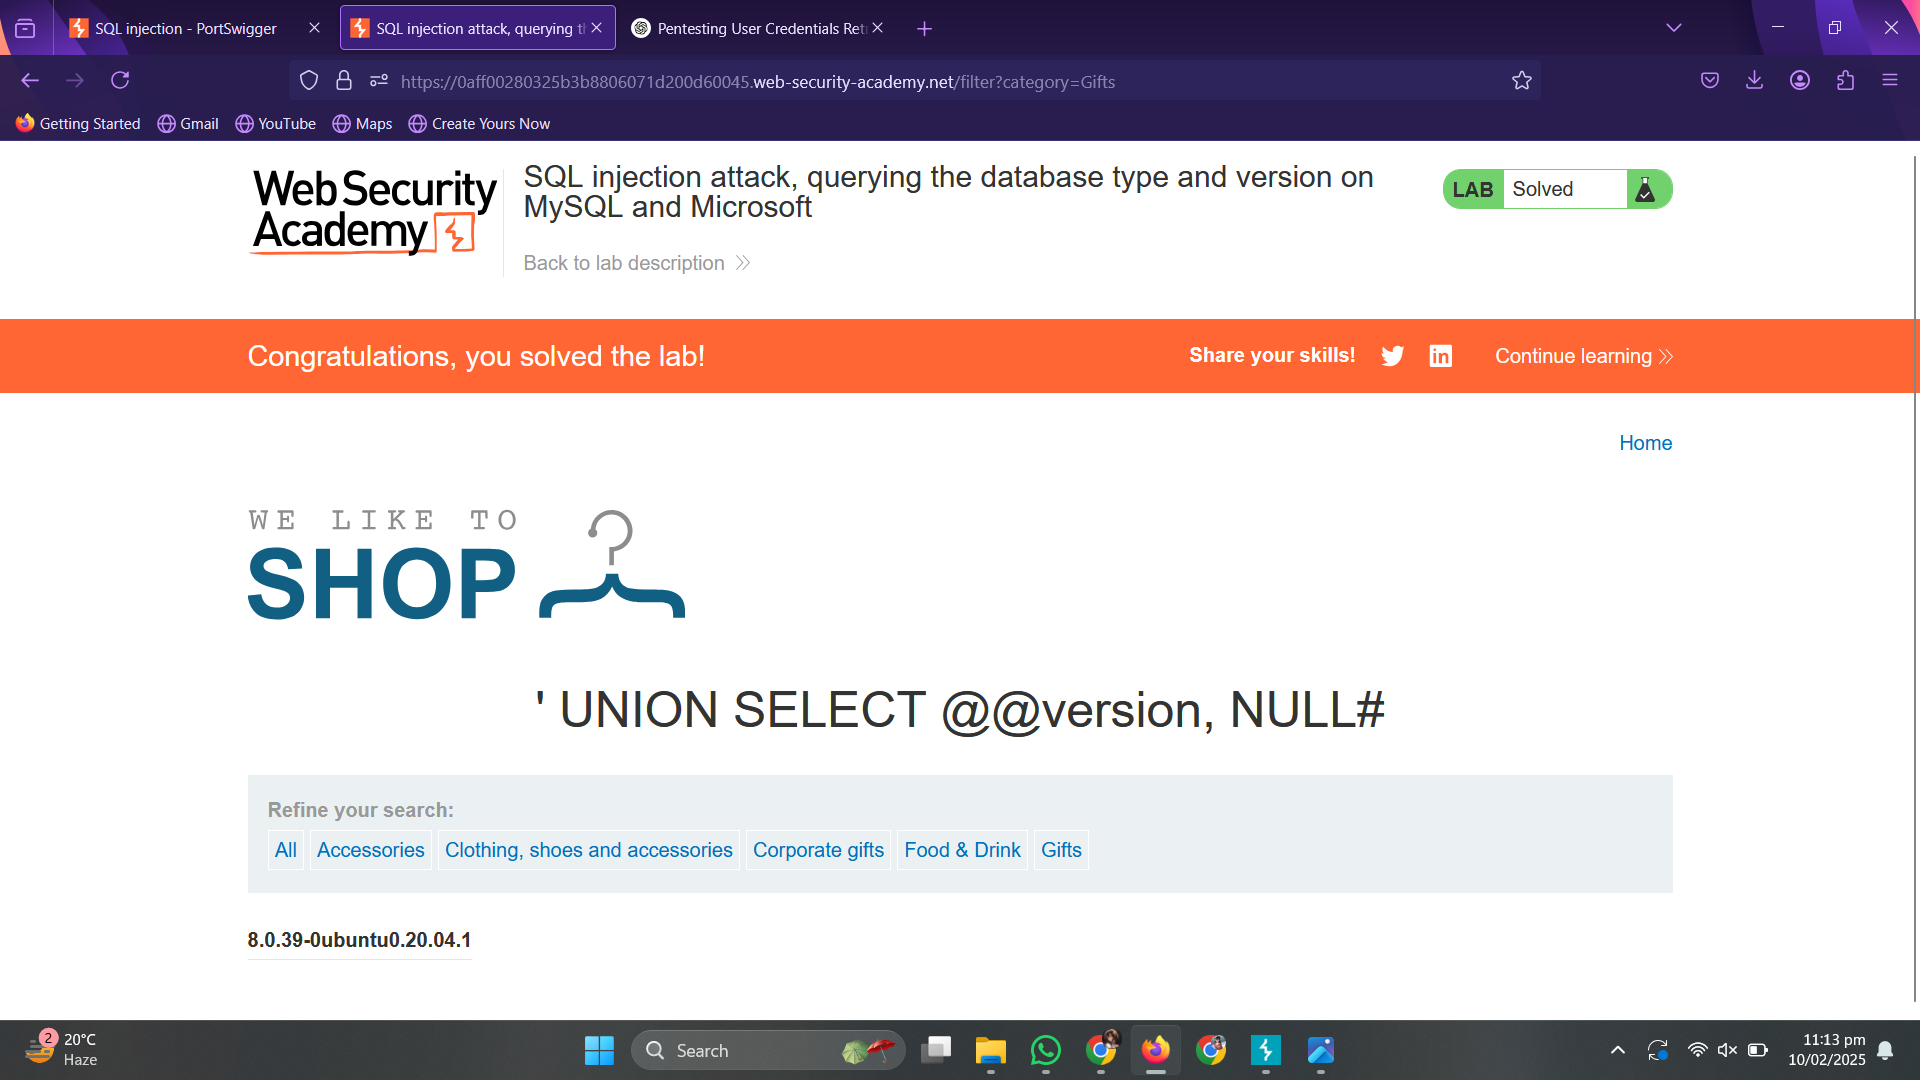 SQL injection - PortSwigger
SQL injection attack, querying th
Pentesting User Credentials Ret
https://0aff00280325b3b8806071d200d60045.web-security-academy.net/filter?category=Gifts
Getting Started
Gmail
YouTube
Maps
Create Yours Now
Web Security
Academy
SQL injection attack, querying the database type and version on
MySQL and Microsoft
LAB
Solved
Back to lab description
Congratulations, you solved the lab!
Share your skills!
in
Continue learning
Home
WE LIKE TO
SHOP
' UNION SELECT @@version, NULL#
Refine your search:
All
Accessories
Clothing, shoes and accessories
Corporate gifts
Food & Drink
Gifts
8.0.39-0ubuntu0.20.04.1
2
20°C
Haze
Search
11:13 pm
10/02/2025